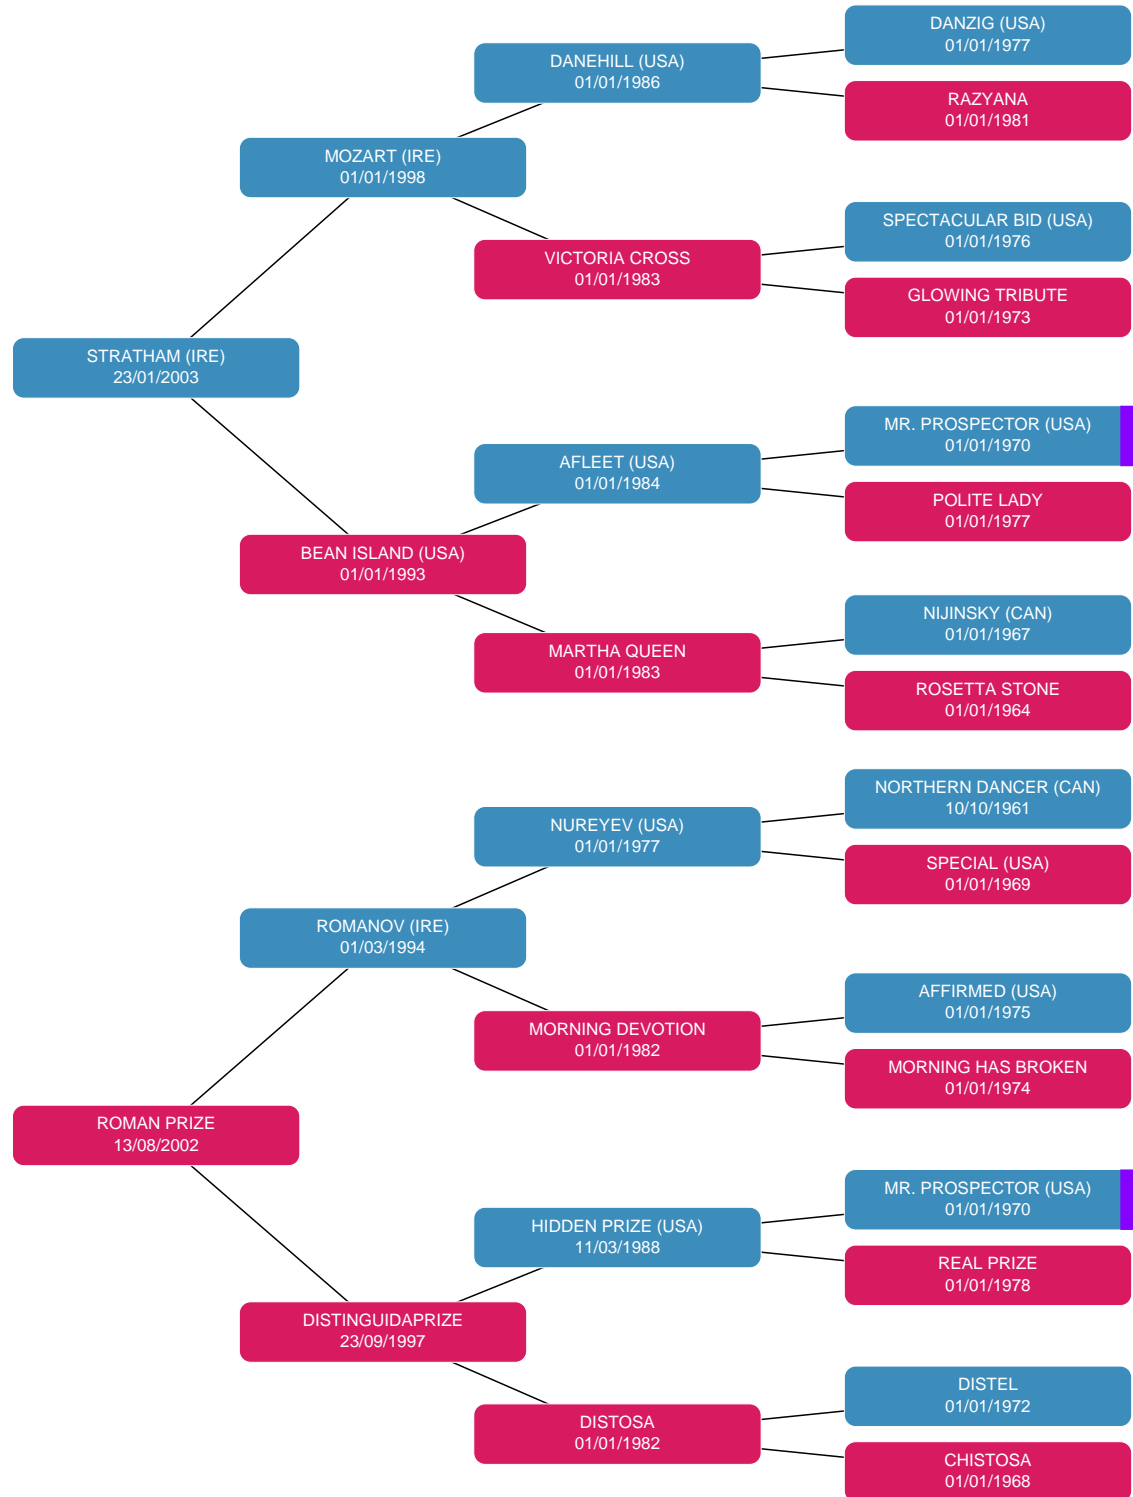 DANZIG (USA)
01/01/1977
DANEHILL (USA)
01/01/1986
RAZYANA
01/01/1981
MOZART (IRE)
01/01/1998
SPECTACULAR BID (USA)
01/01/1976
VICTORIA CROSS
01/01/1983
GLOWING TRIBUTE
01/01/1973
STRATHAM (IRE)
23/01/2003
MR. PROSPECTOR (USA)
01/01/1970
AFLEET (USA)
01/01/1984
POLITE LADY
01/01/1977
BEAN ISLAND (USA)
01/01/1993
NIJINSKY (CAN)
01/01/1967
MARTHA QUEEN
01/01/1983
ROSETTA STONE
01/01/1964
NORTHERN DANCER (CAN)
10/10/1961
NUREYEV (USA)
01/01/1977
SPECIAL (USA)
01/01/1969
ROMANOV (IRE)
01/03/1994
AFFIRMED (USA)
01/01/1975
MORNING DEVOTION
01/01/1982
MORNING HAS BROKEN
01/01/1974
ROMAN PRIZE
13/08/2002
MR. PROSPECTOR (USA)
01/01/1970
HIDDEN PRIZE (USA)
11/03/1988
REAL PRIZE
01/01/1978
DISTINGUIDAPRIZE
23/09/1997
DISTEL
01/01/1972
DISTOSA
01/01/1982
CHISTOSA
01/01/1968